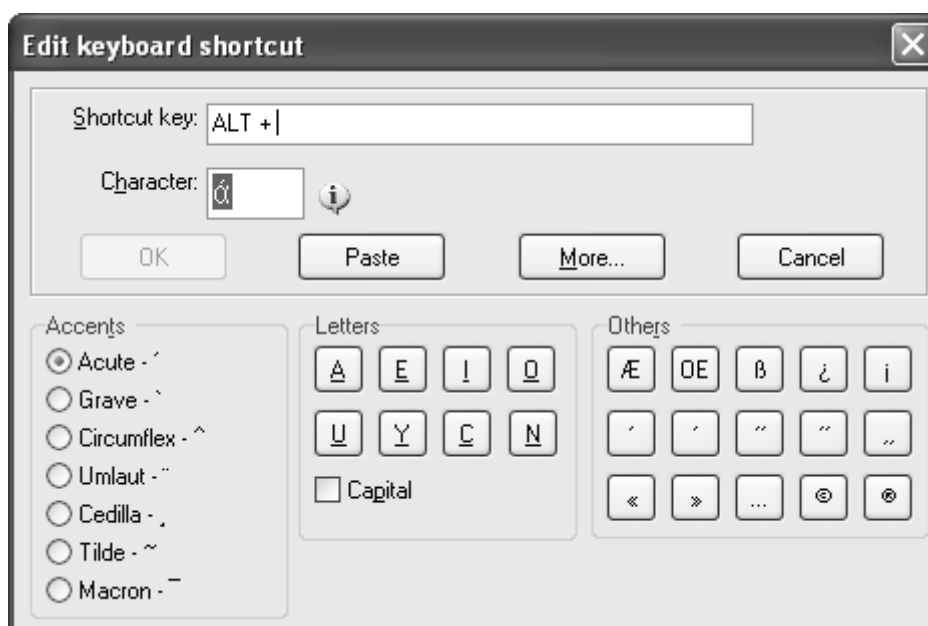 Edit keyboard shortcut
Shortcut key: ALT +
Character: ά
OK Paste More... Cancel
Accents
Acute - ´
Grave - `
Circumflex - ^
Umlaut - ¨
Cedilla - ¸
Tilde - ~
Macron - ¯
Letters
A E I O
U Y C N
Capital
Others
Æ OE ß ¿ ¡
´ ´ ˝ ˝ „
« » ... © ®